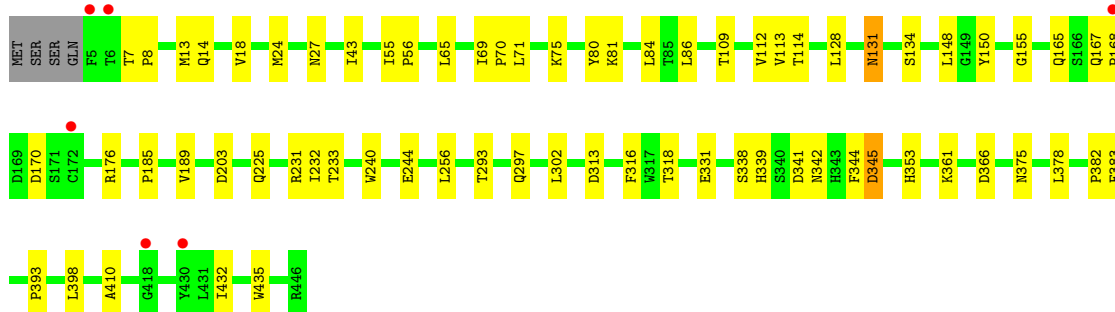 MET SER SER GLN F5 T6 T7 P8 M13 Q14 V18 M24 N27 I43 I55 P56 L65 I69 P70 L71 K75 Y80 K81 L84 T85 L86 T109 V112 V113 T114 L128 N131 S134 L148 G149 Y150 G155 Q165 S166 Q167 R168
D169 D170 S171 C172 R176 P185 V189 D203 Q225 R231 I232 T233 W240 E244 L256 T293 Q297 L302 D313 F316 W317 T318 E331 S338 H339 S340 D341 N342 H343 F344 D345 H353 K361 D366 N375 L378 P382
P393 L398 A410 G418 Y430 L431 I432 W435 R446